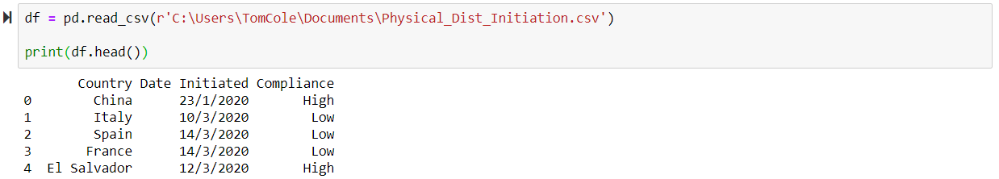 df = pd.read_csv(r'C:\Users\TomCole\Documents\Physical_Dist_Initiation.csv')
print(df.head())
Country Date Initiated Compliance
0 China 23/1/2020 High
1 Italy 10/3/2020 Low
2 Spain 14/3/2020 Low
3 France 14/3/2020 Low
4 El Salvador 12/3/2020 High